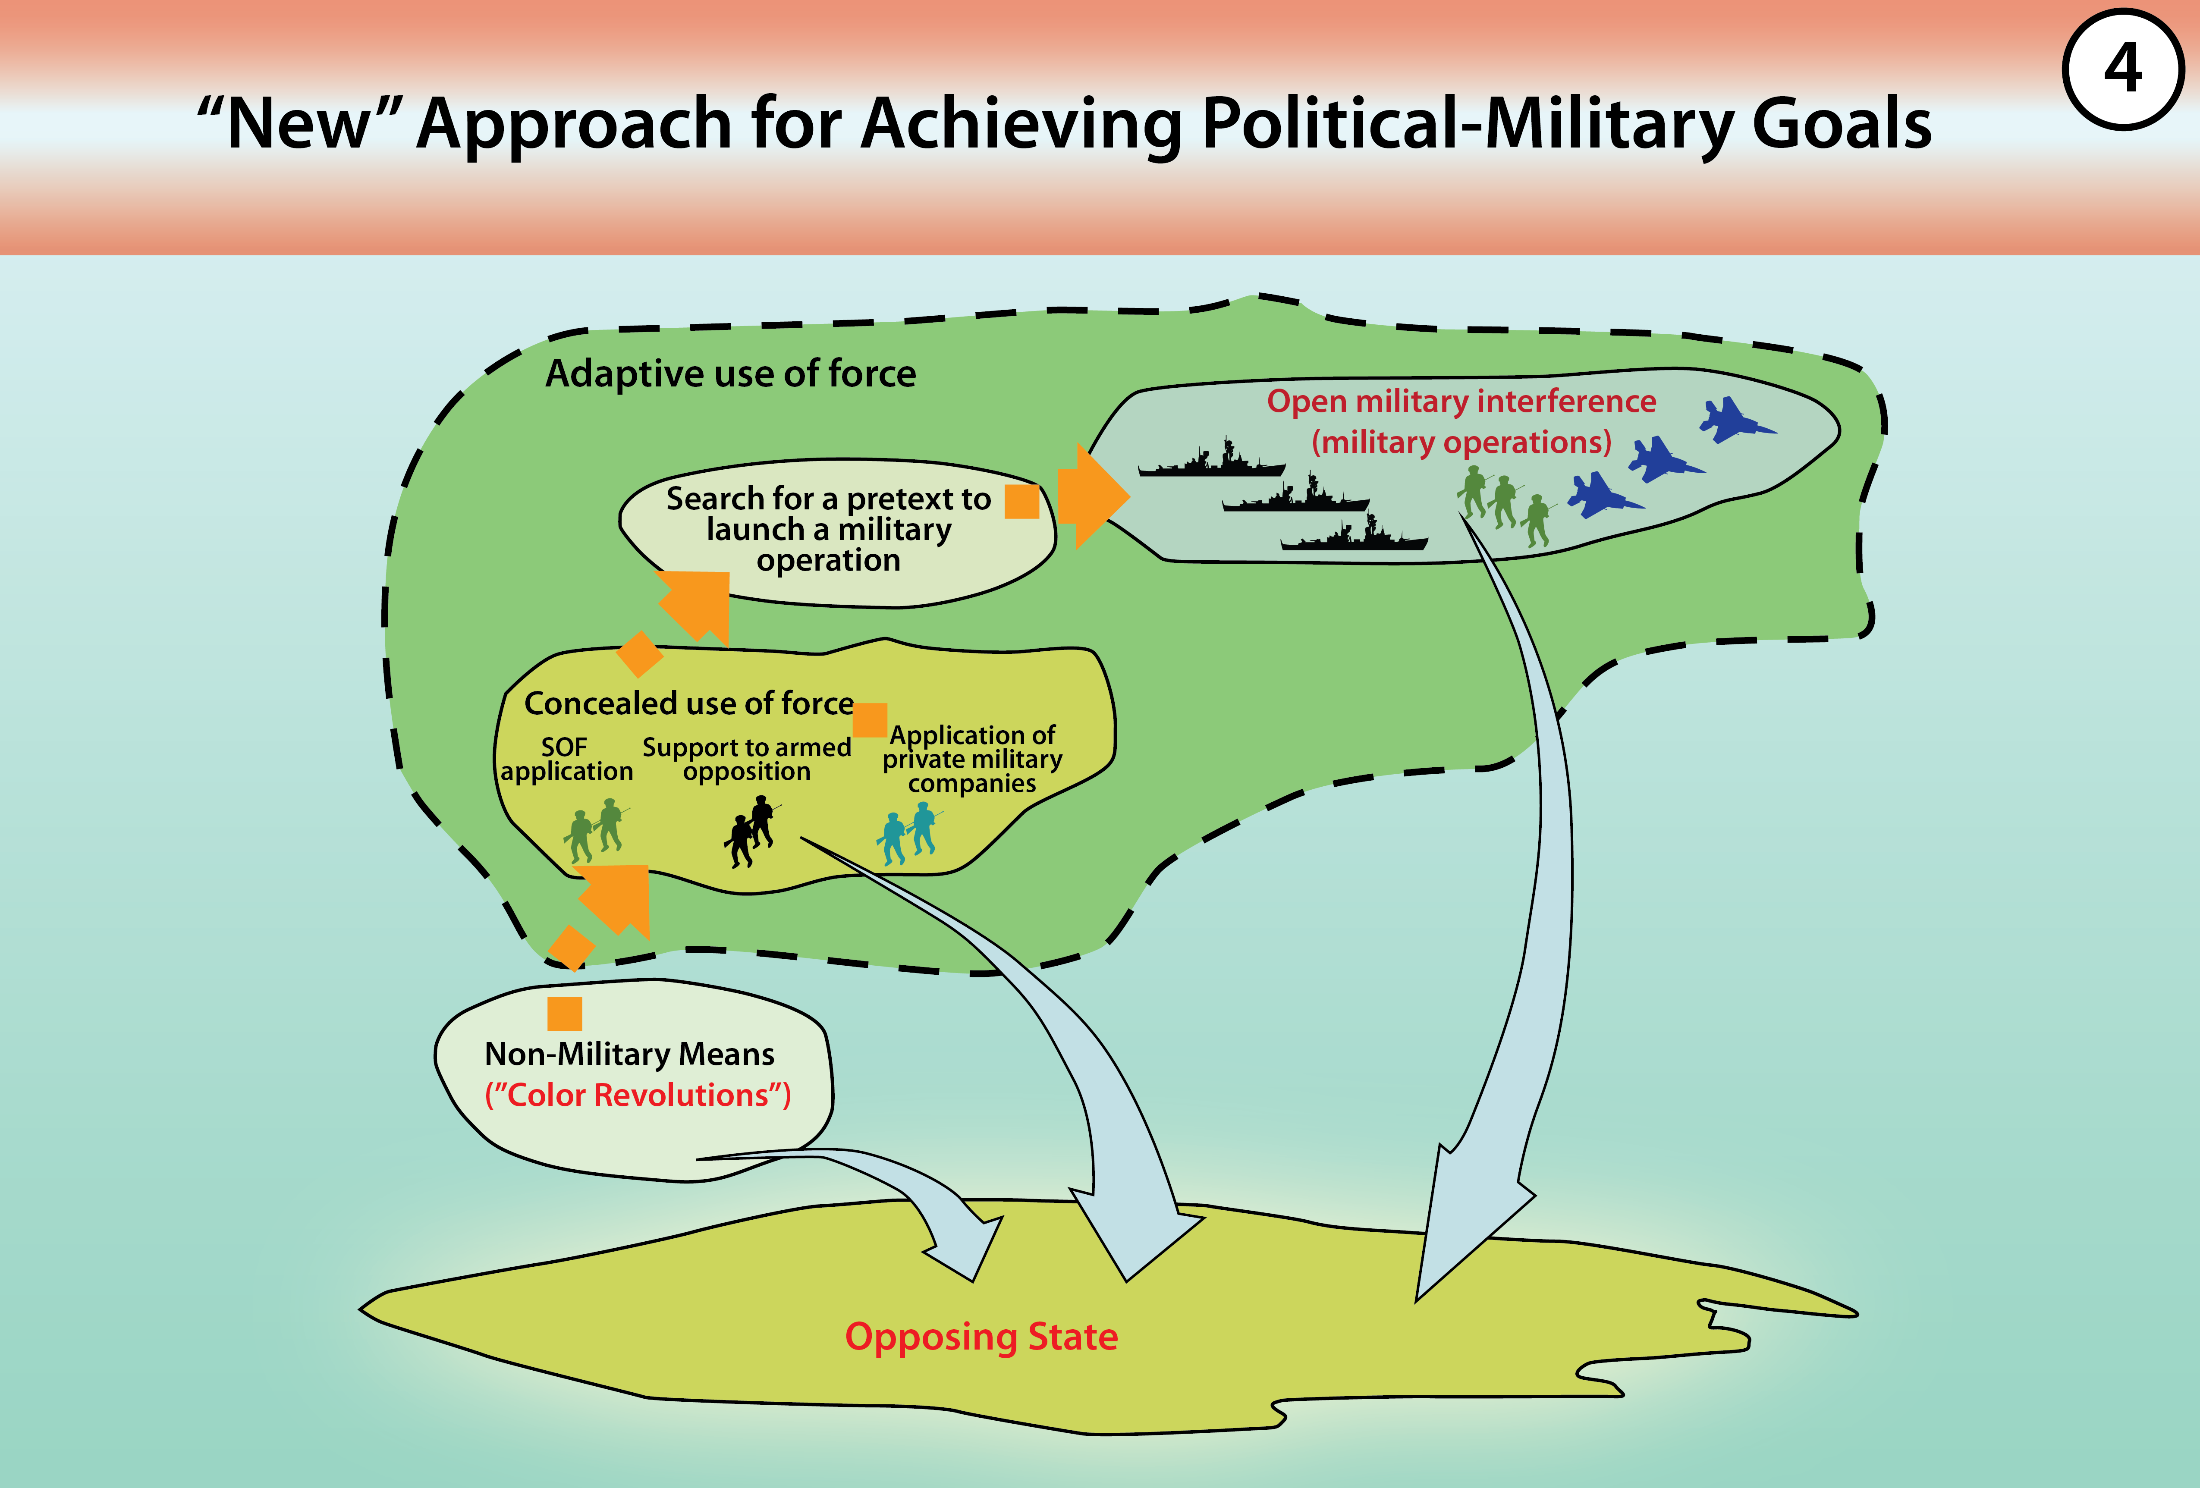 4
“New” Approach for Achieving Political-Military Goals
Adaptive use of force
Open military interference
(military operations)
Search for a pretext to
launch a military
operation
Concealed use of force
SOF
application
Support to armed
opposition
Application of
private military
companies
Non-Military Means
(”Color Revolutions”)
Opposing State